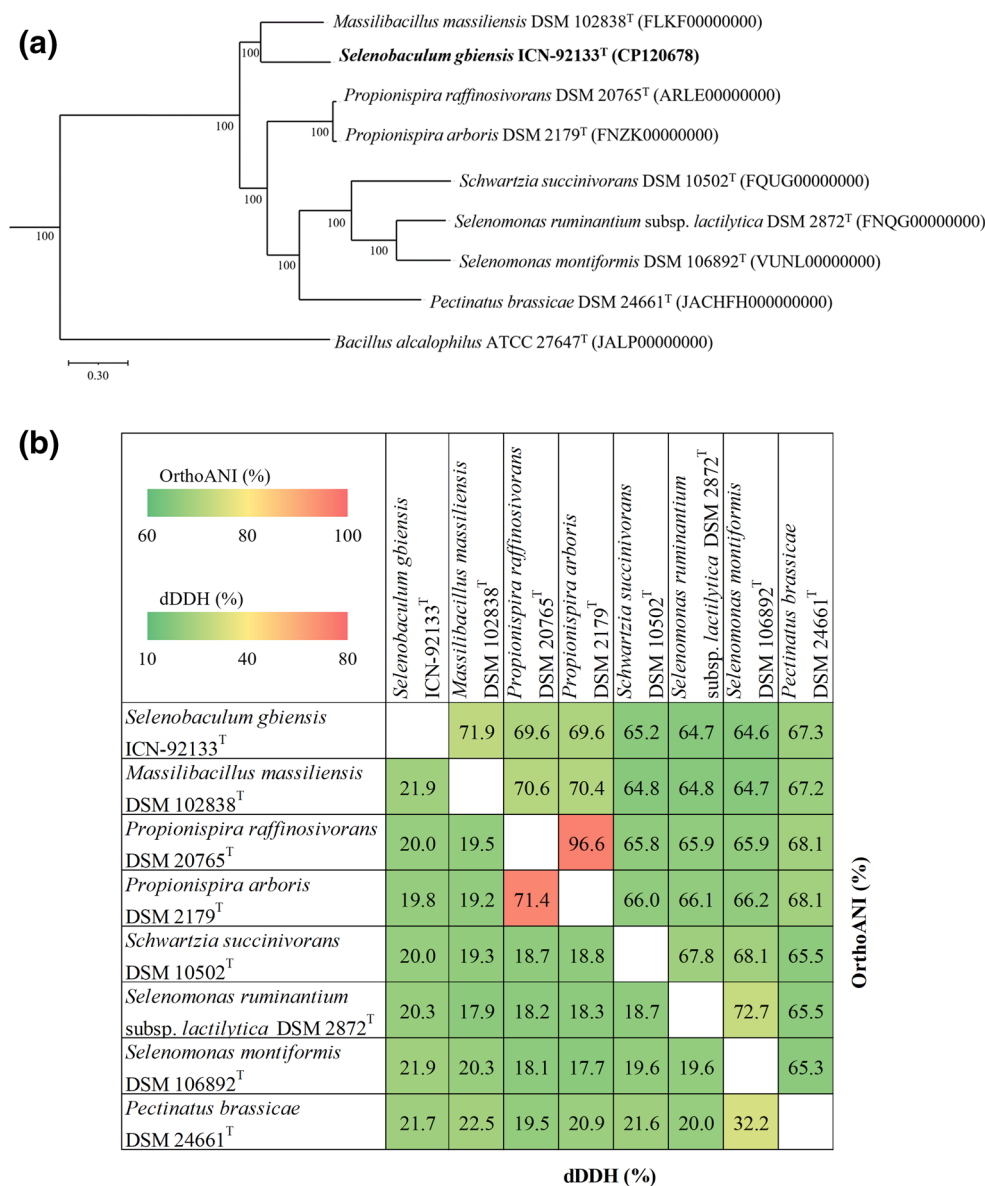 (a)
Massilibacillus massiliensis DSM 102838T (FLKF00000000)
100
Selenobaculum gbiensis ICN-92133T (CP120678)
Propionispira raffinosivorans DSM 20765T (ARLE00000000)
100
100
Propionispira arboris DSM 2179T (FNZK00000000)
Schwartzia succinivorans DSM 10502T (FQUG00000000)
100
Selenomonas ruminantium subsp. lactilytica DSM 2872T (FNQG00000000)
100
100
100
Selenomonas montiformis DSM 106892T (VUNL00000000)
100
Pectinatus brassicae DSM 24661T (JACHFH000000000)
Bacillus alcalophilus ATCC 27647T (JALP00000000)
0.30
(b)
OrthoANI (%)
60 80 100
dDDH (%)
10 40 80
Selenobaculum gbiensis
ICN-92133T
Massilibacillus massiliensis
DSM 102838T
Propionispira raffinosivorans
DSM 20765T
Propionispira arboris
DSM 2179T
Schwartzia succinivorans
DSM 10502T
Selenomonas ruminantium
subsp. lactilytica DSM 2872T
Selenomonas montiformis
DSM 106892T
Pectinatus brassicae
DSM 24661T
Selenobaculum gbiensis
ICN-92133T
71.9 69.6 69.6 65.2 64.7 64.6 67.3
Massilibacillus massiliensis
DSM 102838T
21.9 70.6 70.4 64.8 64.8 64.7 67.2
Propionispira raffinosivorans
DSM 20765T
20.0 19.5 96.6 65.8 65.9 65.9 68.1
Propionispira arboris
DSM 2179T
19.8 19.2 71.4 66.0 66.1 66.2 68.1
Schwartzia succinivorans
DSM 10502T
20.0 19.3 18.7 18.8 67.8 68.1 65.5
Selenomonas ruminantium
subsp. lactilytica DSM 2872T
20.3 17.9 18.2 18.3 18.7 72.7 65.5
Selenomonas montiformis
DSM 106892T
21.9 20.3 18.1 17.7 19.6 19.6 65.3
Pectinatus brassicae
DSM 24661T
21.7 22.5 19.5 20.9 21.6 20.0 32.2
OrthoANI (%)
dDDH (%)